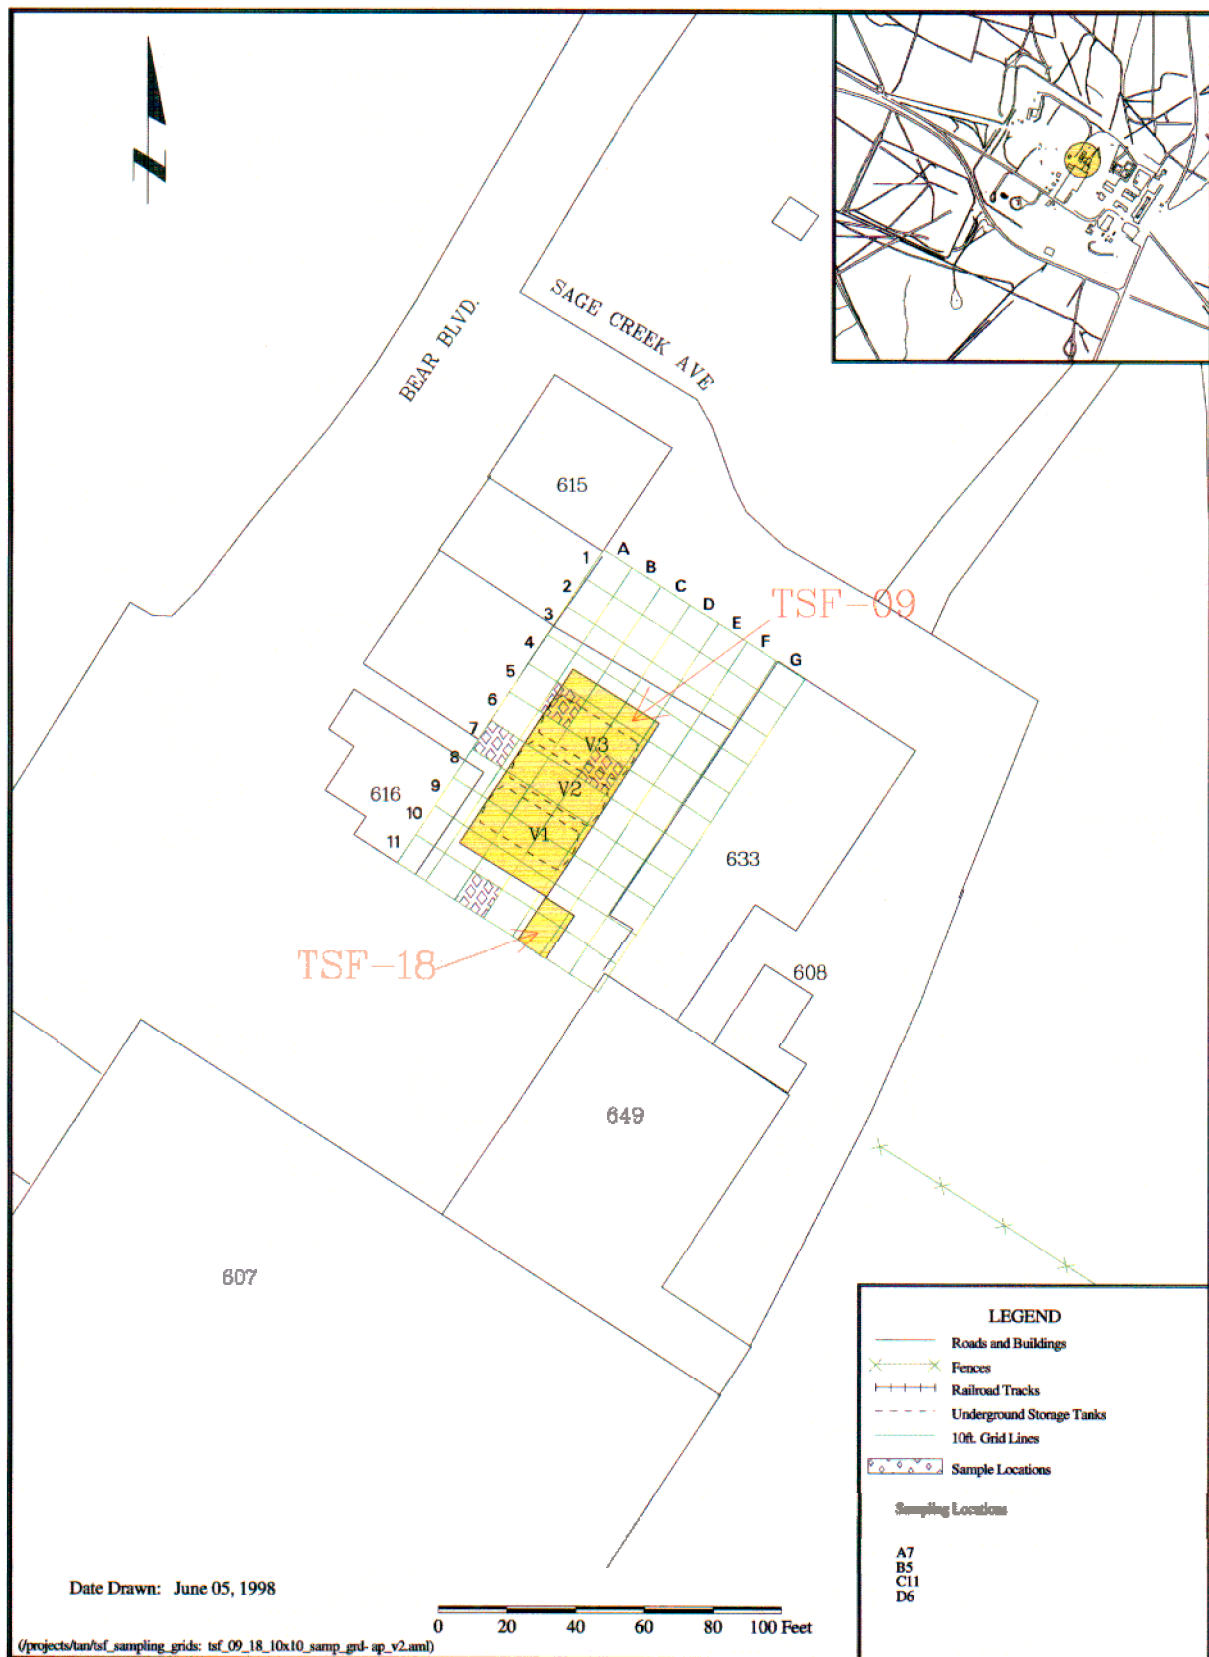 BEAR BLVD.
SAGE CREEK AVE
615
A
B
C
D
E
F
G
1
2
3
4
5
6
7
8
9
10
11
TSF-09
V3
V2
V1
616
633
TSF-18
608
649
607
LEGEND
Roads and Buildings
Fences
Railroad Tracks
Underground Storage Tanks
10ft. Grid Lines
Sample Locations
Sampling Locations
A7
B5
C11
D6
Date Drawn: June 05, 1998
0 20 40 60 80 100 Feet
(/projects/tan/tsf_sampling_grids: tsf_09_18_10x10_samp_grd-ap_v2.aml)